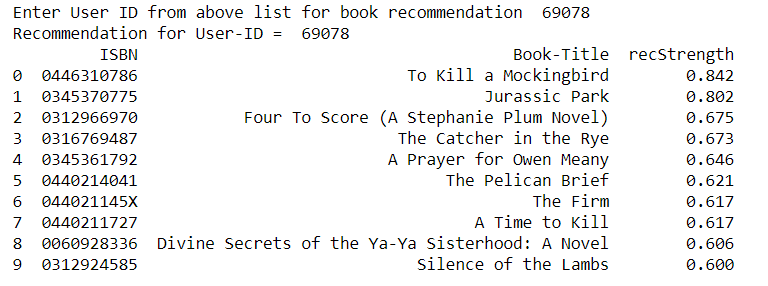 Enter User ID from above list for book recommendation  69078
Recommendation for User-ID =  69078
         ISBN                                         Book-Title  recStrength
0  0446310786                              To Kill a Mockingbird        0.842
1  0345370775                                      Jurassic Park        0.802
2  0312966970              Four To Score (A Stephanie Plum Novel)        0.675
3  0316769487                             The Catcher in the Rye        0.673
4  0345361792                            A Prayer for Owen Meany        0.646
5  0440214041                                  The Pelican Brief        0.621
6  044021145X                                           The Firm        0.617
7  0440211727                                     A Time to Kill        0.617
8  0060928336  Divine Secrets of the Ya-Ya Sisterhood: A Novel        0.606
9  0312924585                                Silence of the Lambs        0.600